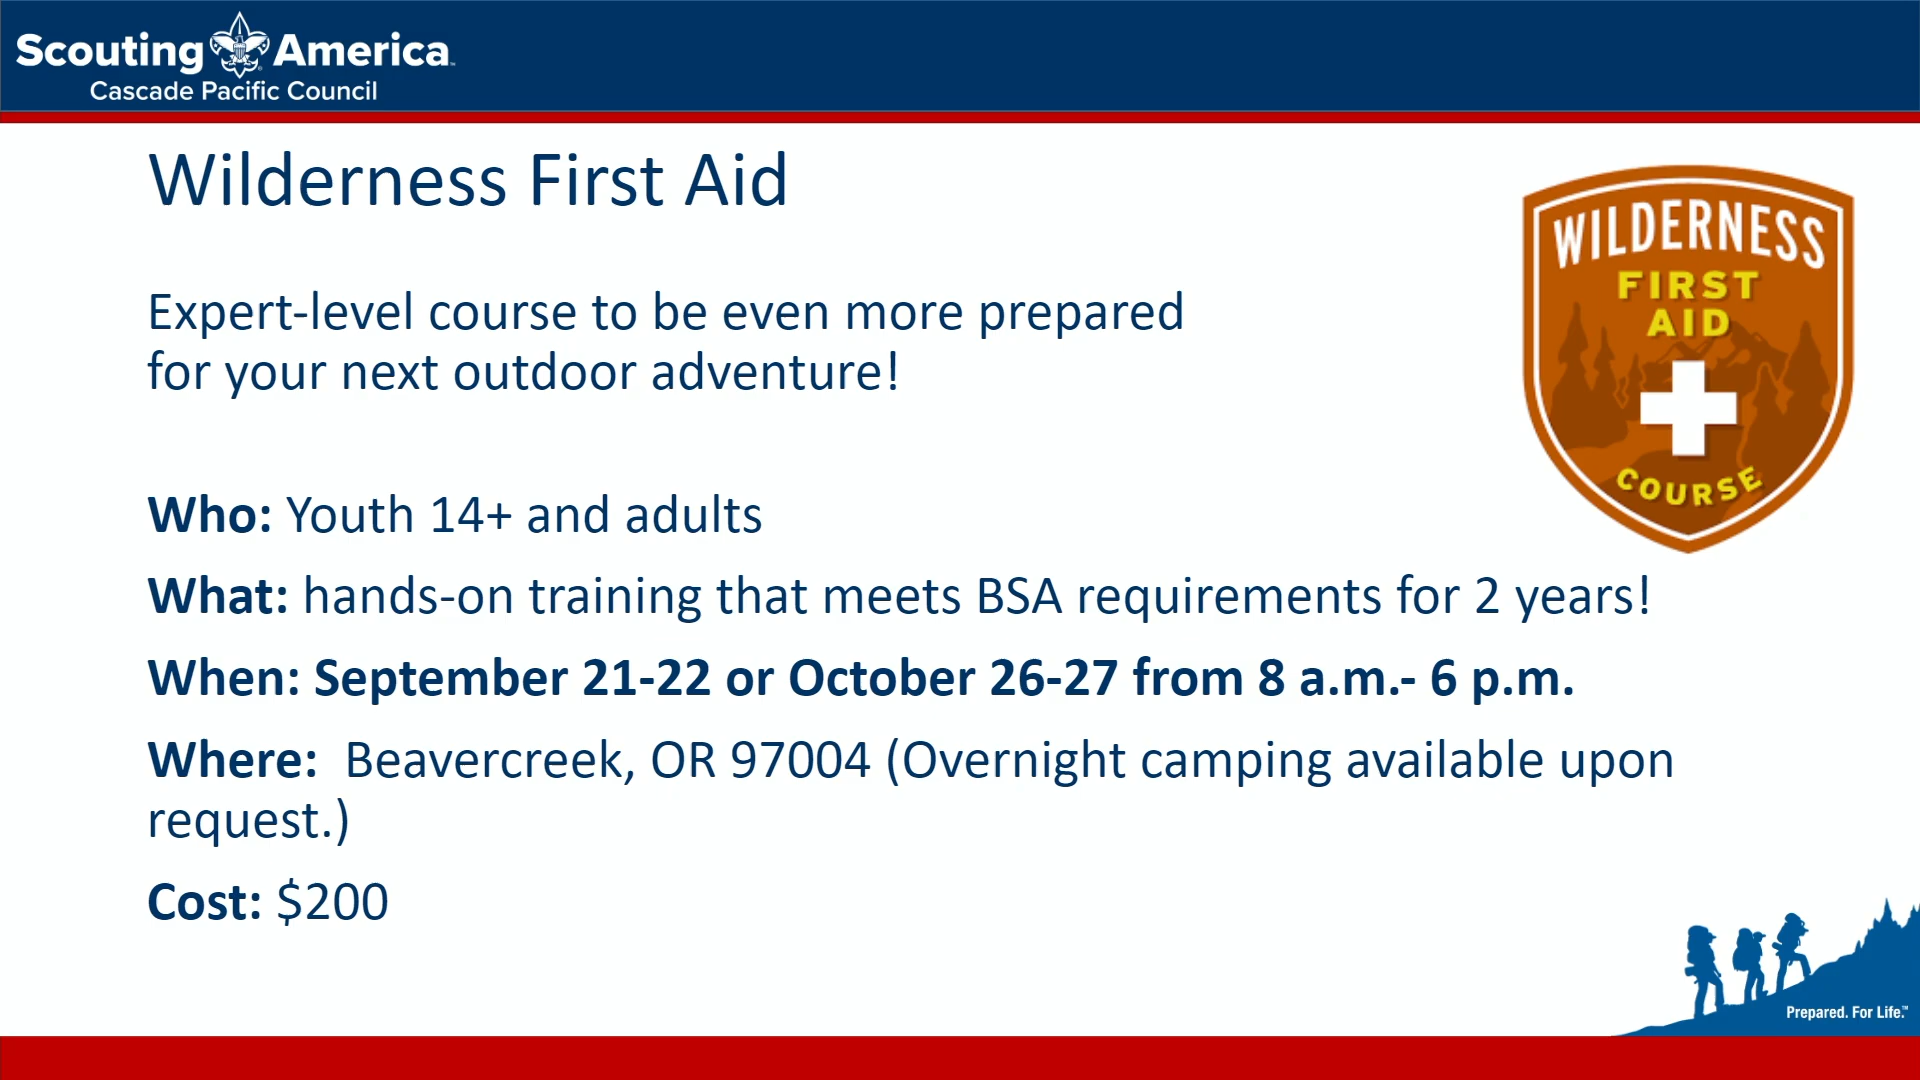 Scouting America™
Cascade Pacific Council
Wilderness First Aid
Expert-level course to be even more prepared
for your next outdoor adventure!
WILDERNESS
FIRST
AID
COURSE
Who: Youth 14+ and adults
What: hands-on training that meets BSA requirements for 2 years!
When: September 21-22 or October 26-27 from 8 a.m.- 6 p.m.
Where:  Beavercreek, OR 97004 (Overnight camping available upon
request.)
Cost: $200
Prepared. For Life.™